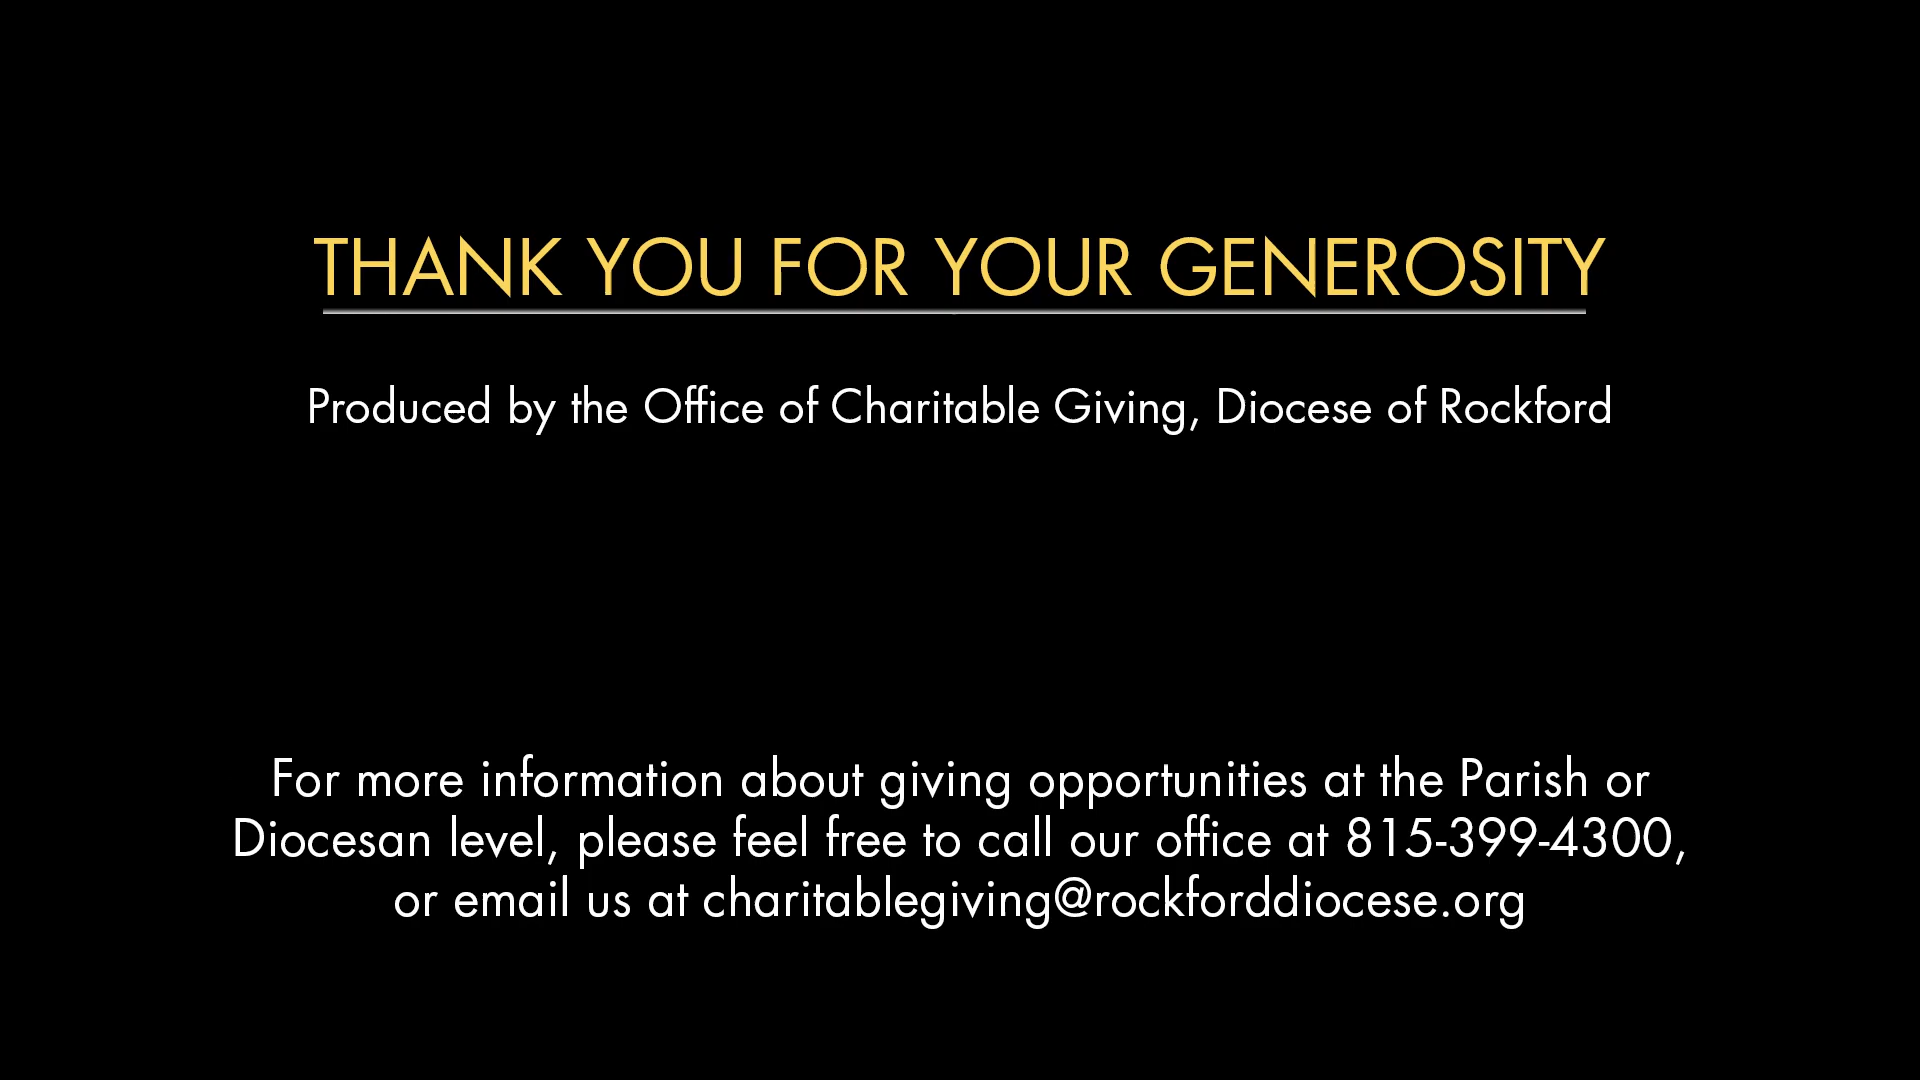 THANK YOU FOR YOUR GENEROSITY
Produced by the Office of Charitable Giving, Diocese of Rockford
For more information about giving opportunities at the Parish or
Diocesan level, please feel free to call our office at 815-399-4300,
or email us at charitablegiving@rockforddiocese.org